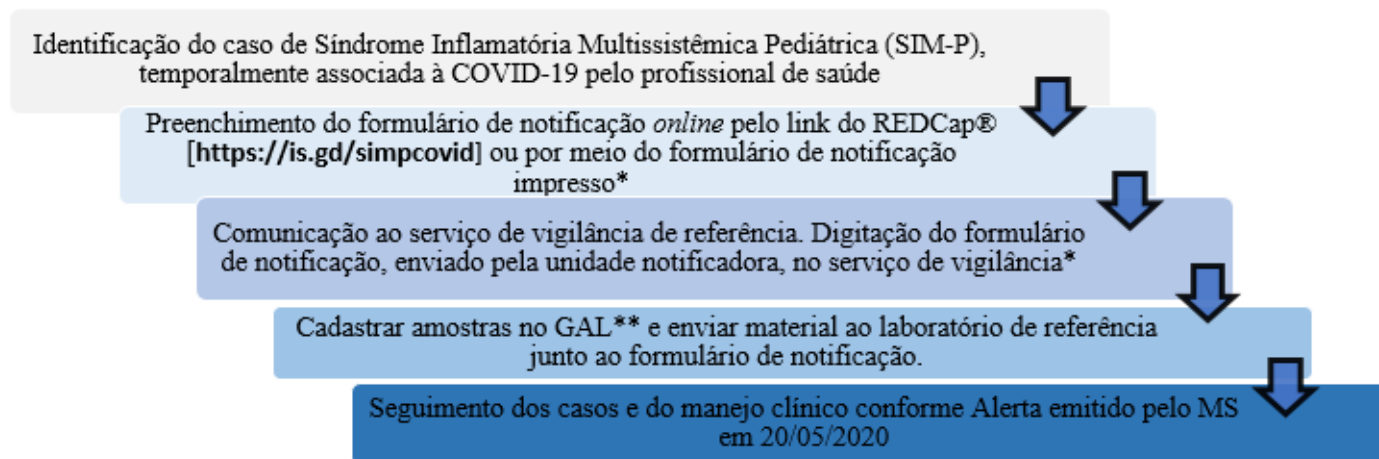 Identificação do caso de Síndrome Inflamatória Multissistêmica Pediátrica (SIM-P),
temporalmente associada à COVID-19 pelo profissional de saúde
Preenchimento do formulário de notificação online pelo link do REDCap®
[https://is.gd/simpcovid] ou por meio do formulário de notificação
impresso*
Comunicação ao serviço de vigilância de referência. Digitação do formulário
de notificação, enviado pela unidade notificadora, no serviço de vigilância*
Cadastrar amostras no GAL** e enviar material ao laboratório de referência
junto ao formulário de notificação.
Seguimento dos casos e do manejo clínico conforme Alerta emitido pelo MS
em 20/05/2020